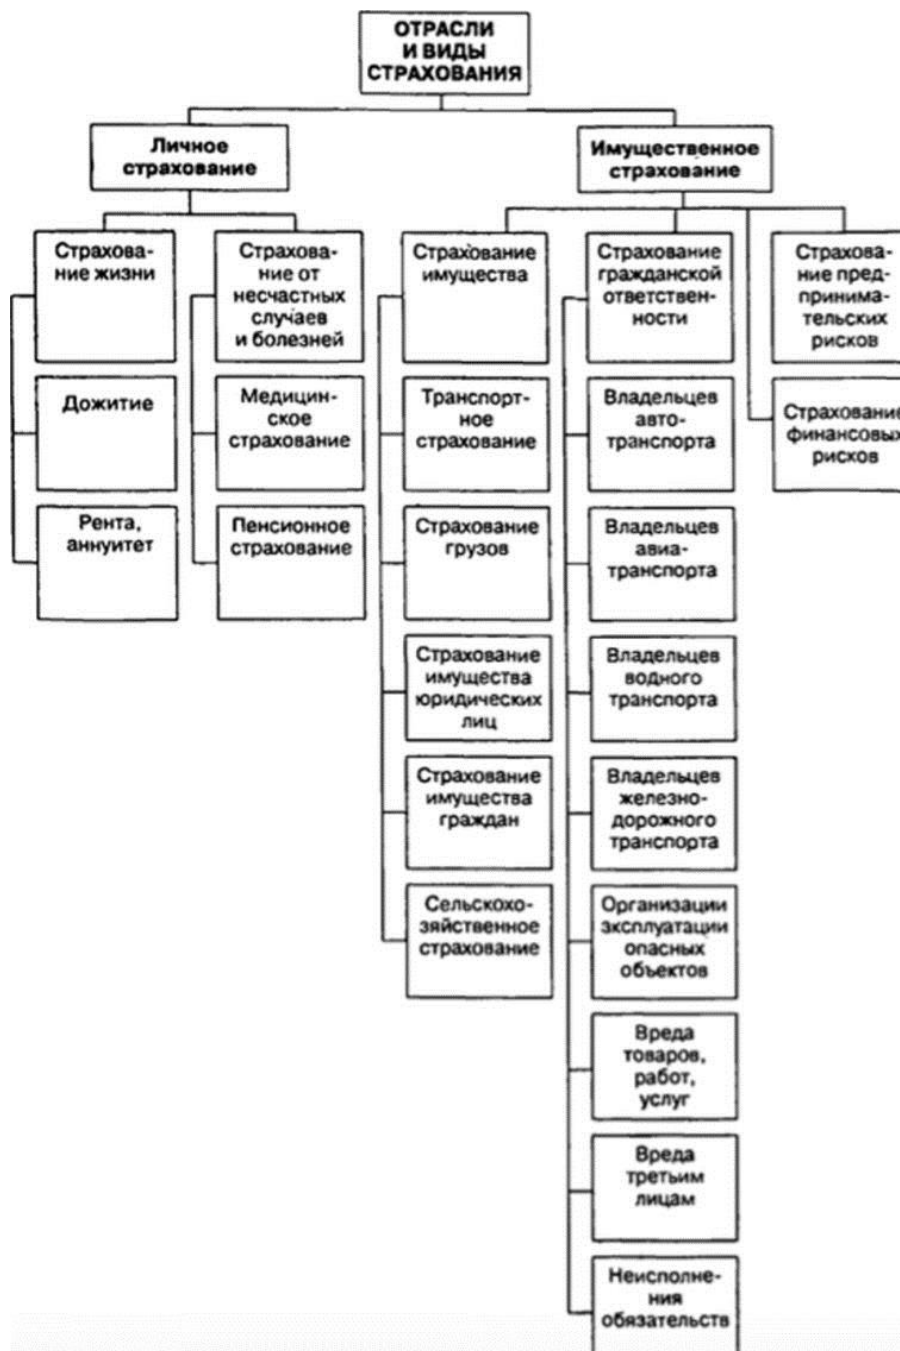 ОТРАСЛИ
И ВИДЫ
СТРАХОВАНИЯ
Личное
страхование
Имущественное
страхование
Страхова-
ние жизни
Дожитие
Рента,
аннуитет
Страхова-
ние от
несчастных
случаев
и болезней
Медицин-
ское
страхование
Пенсионное
страхование
Страхование
имущества
Транспорт-
ное
страхование
Страхование
грузов
Страхование
имущества
юридических
лиц
Страхование
имущества
граждан
Сельскохо-
зяйственное
страхование
Страхование
гражданской
ответствен-
ности
Владельцев
авто-
транспорта
Владельцев
авиа-
транспорта
Владельцев
водного
транспорта
Владельцев
железно-
дорожного
транспорта
Организации
эксплуатации
опасных
объектов
Вреда
товаров,
работ,
услуг
Вреда
третьим
лицам
Неисполне-
ния
обязательств
Страхова-
ние пред-
принима-
тельских
рисков
Страхование
финансовых
рисков